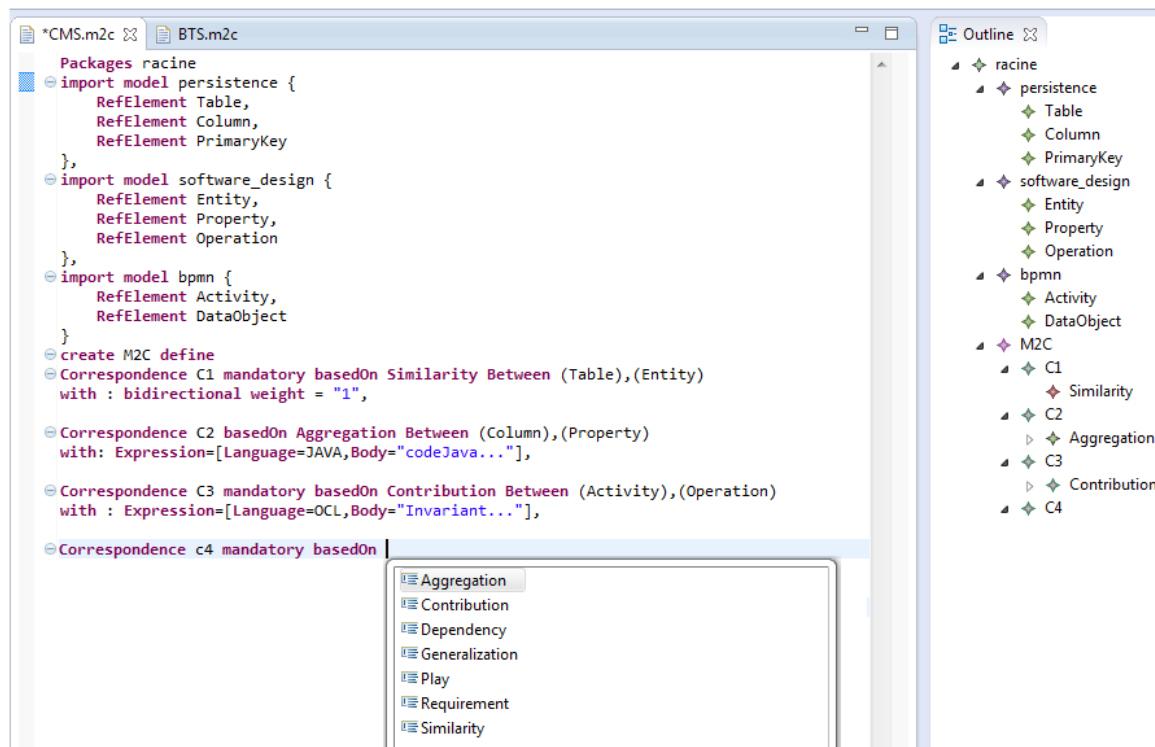 *CMS.m2c
BTS.m2c
Packages racine
import model persistence {
RefElement Table,
RefElement Column,
RefElement PrimaryKey
},
import model software_design {
RefElement Entity,
RefElement Property,
RefElement Operation
},
import model bpmn {
RefElement Activity,
RefElement DataObject
}
create M2C define
Correspondence C1 mandatory basedOn Similarity Between (Table),(Entity)
with : bidirectional weight = "1",
Correspondence C2 basedOn Aggregation Between (Column),(Property)
with: Expression=[Language=JAVA,Body="codeJava..."],
Correspondence C3 mandatory basedOn Contribution Between (Activity),(Operation)
with : Expression=[Language=OCL,Body="Invariant..."],
Correspondence c4 mandatory basedOn
Aggregation
Contribution
Dependency
Generalization
Play
Requirement
Similarity
Outline
racine
persistence
Table
Column
PrimaryKey
software_design
Entity
Property
Operation
bpmn
Activity
DataObject
M2C
C1
Similarity
C2
Aggregation
C3
Contribution
C4